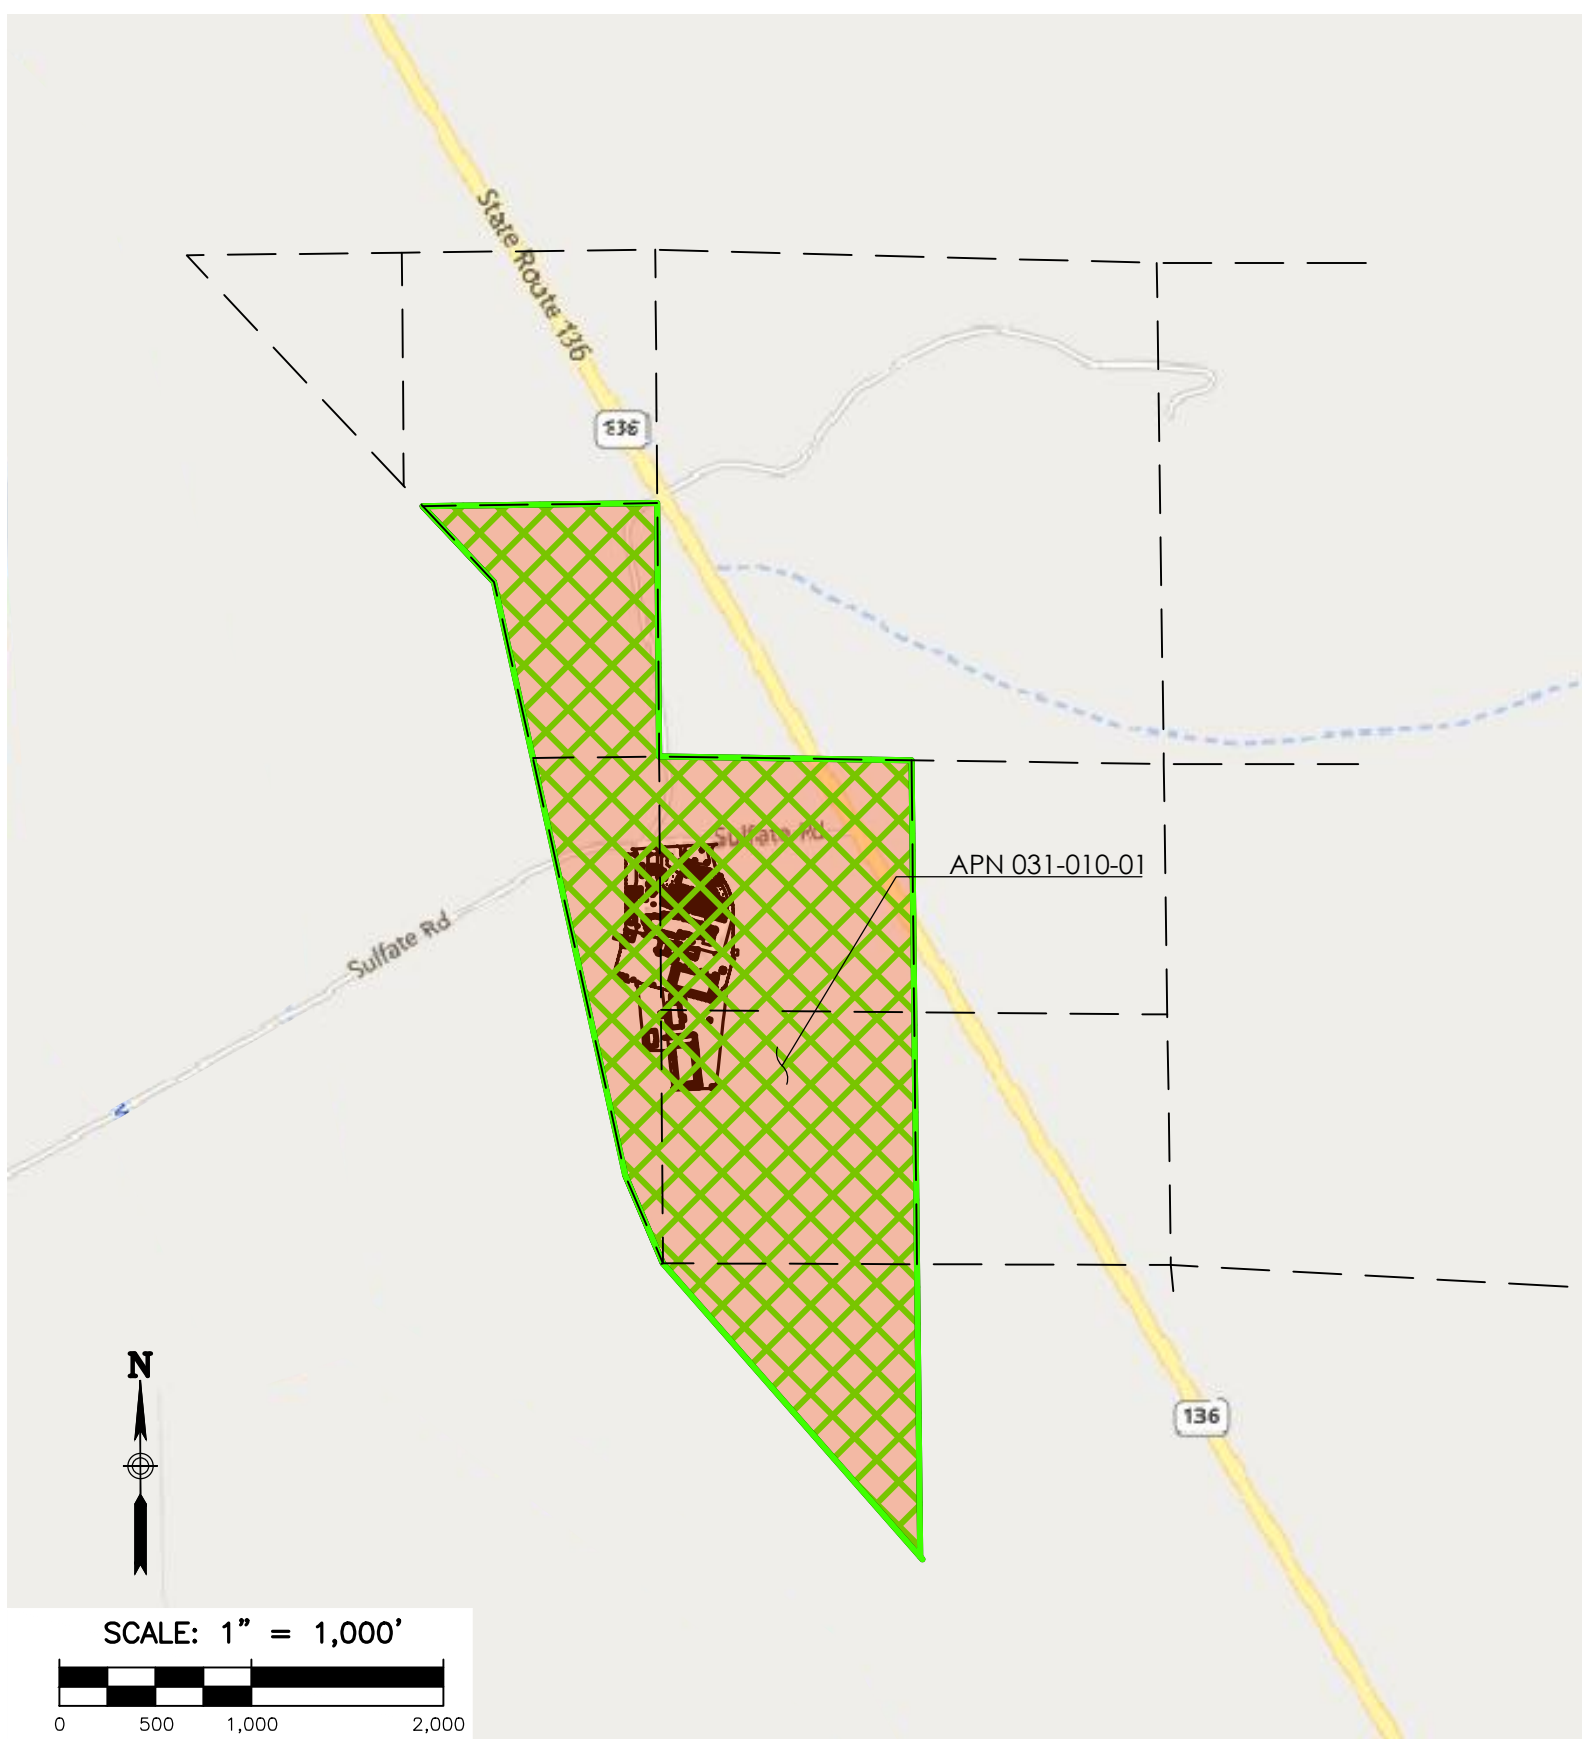 State Route 136
136
Sulfate Rd
APN 031-010-01
Sulfate Rd
N
136
SCALE: 1” = 1,000’
0 500 1,000 2,000